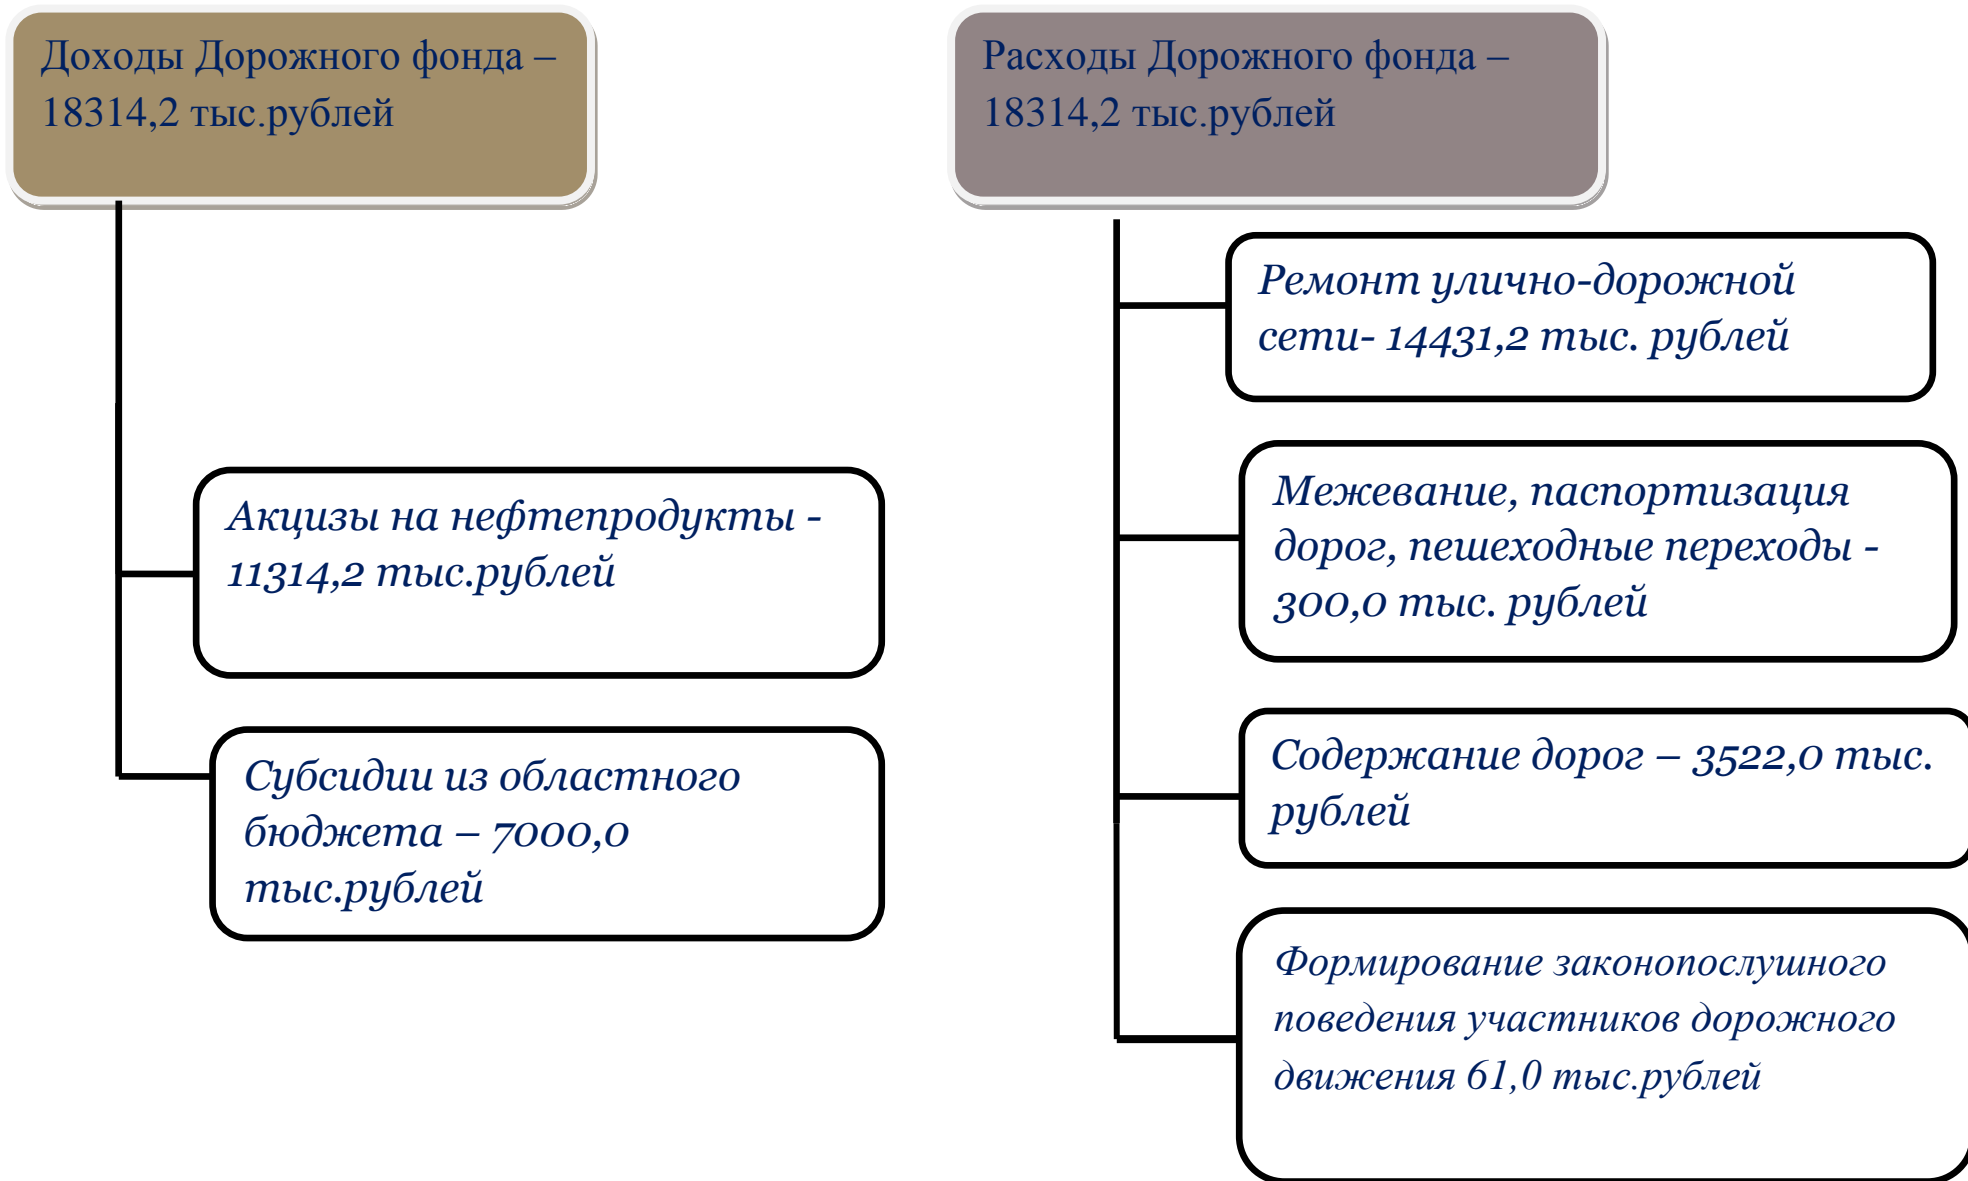 Доходы Дорожного фонда –
18314,2 тыс.рублей
Акцизы на нефтепродукты -
11314,2 тыс.рублей
Субсидии из областного
бюджета – 7000,0
тыс.рублей
Расходы Дорожного фонда –
18314,2 тыс.рублей
Ремонт улично-дорожной
сети- 14431,2 тыс. рублей
Межевание, паспортизация
дорог, пешеходные переходы -
300,0 тыс. рублей
Содержание дорог – 3522,0 тыс.
рублей
Формирование законопослушного
поведения участников дорожного
движения 61,0 тыс.рублей